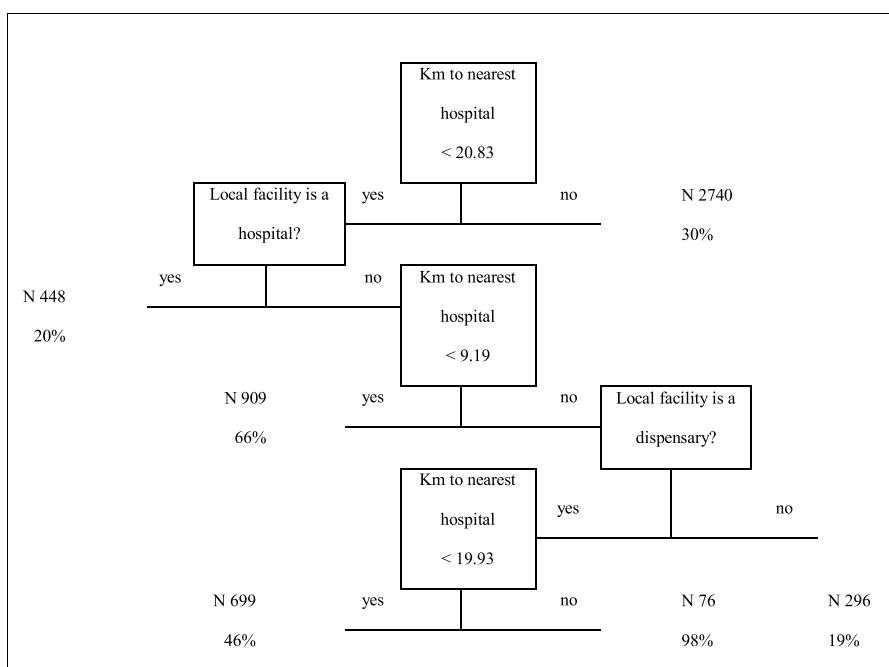 Km to nearest
hospital
< 20.83
Local facility is a
hospital?
yes
no
N 2740
30%
yes
no
N 448
20%
Km to nearest
hospital
< 9.19
N 909
66%
yes
no
Local facility is a
dispensary?
Km to nearest
hospital
< 19.93
yes
no
N 699
46%
yes
no
N 76
98%
N 296
19%